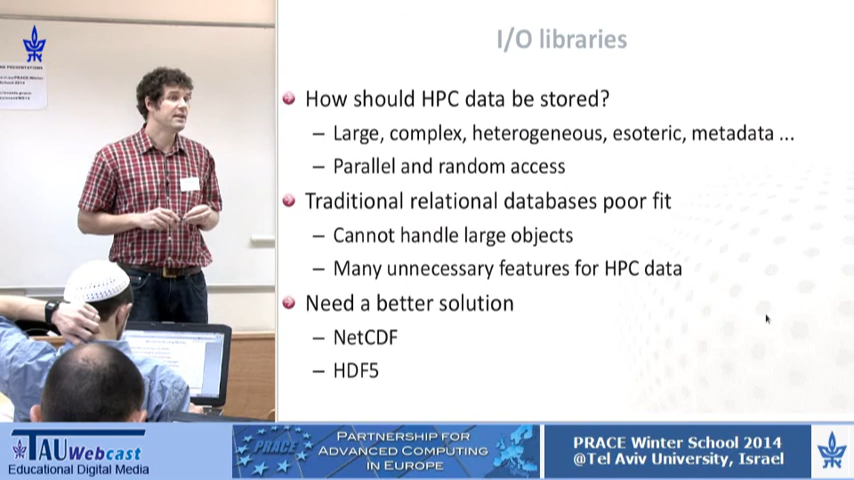 I/O libraries
How should HPC data be stored?
– Large, complex, heterogeneous, esoteric, metadata ...
– Parallel and random access
Traditional relational databases poor fit
– Cannot handle large objects
– Many unnecessary features for HPC data
Need a better solution
– NetCDF
– HDF5
TAU Webcast
Educational Digital Media
PRACE
PARTNERSHIP FOR
ADVANCED COMPUTING
IN EUROPE
PRACE Winter School 2014
@Tel Aviv University, Israel